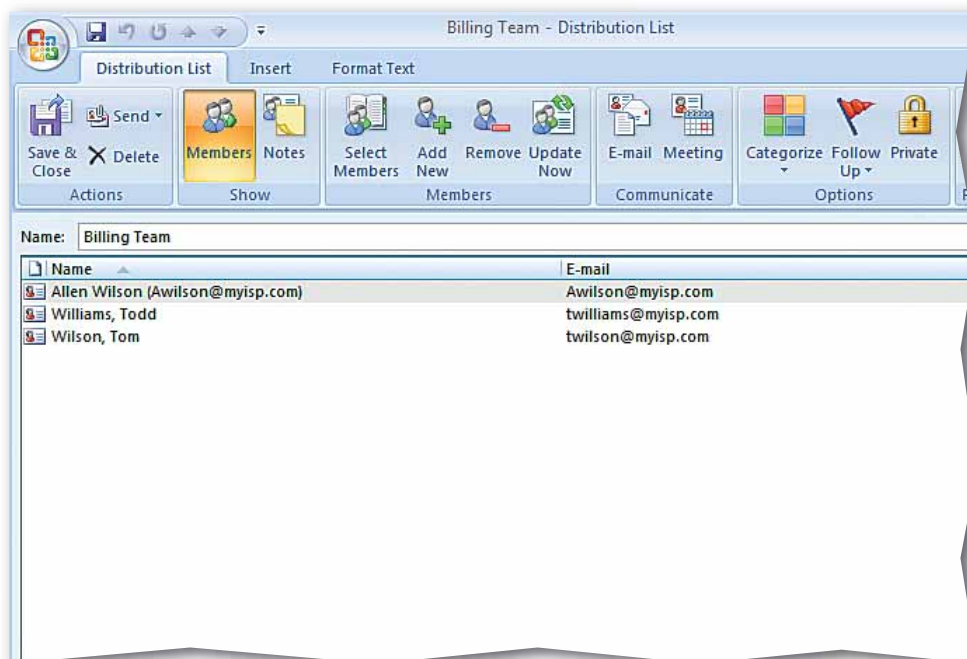 Billing Team - Distribution List
Distribution List Insert Format Text
Save & Close
Send
Delete
Members Notes
Select Members
Add New
Remove
Update Now
E-mail Meeting
Categorize
Follow Up
Private
Actions Show Members Communicate Options
Name: Billing Team
Name E-mail
Allen Wilson (Awilson@myisp.com) Awilson@myisp.com
Williams, Todd twilliams@myisp.com
Wilson, Tom twilson@myisp.com